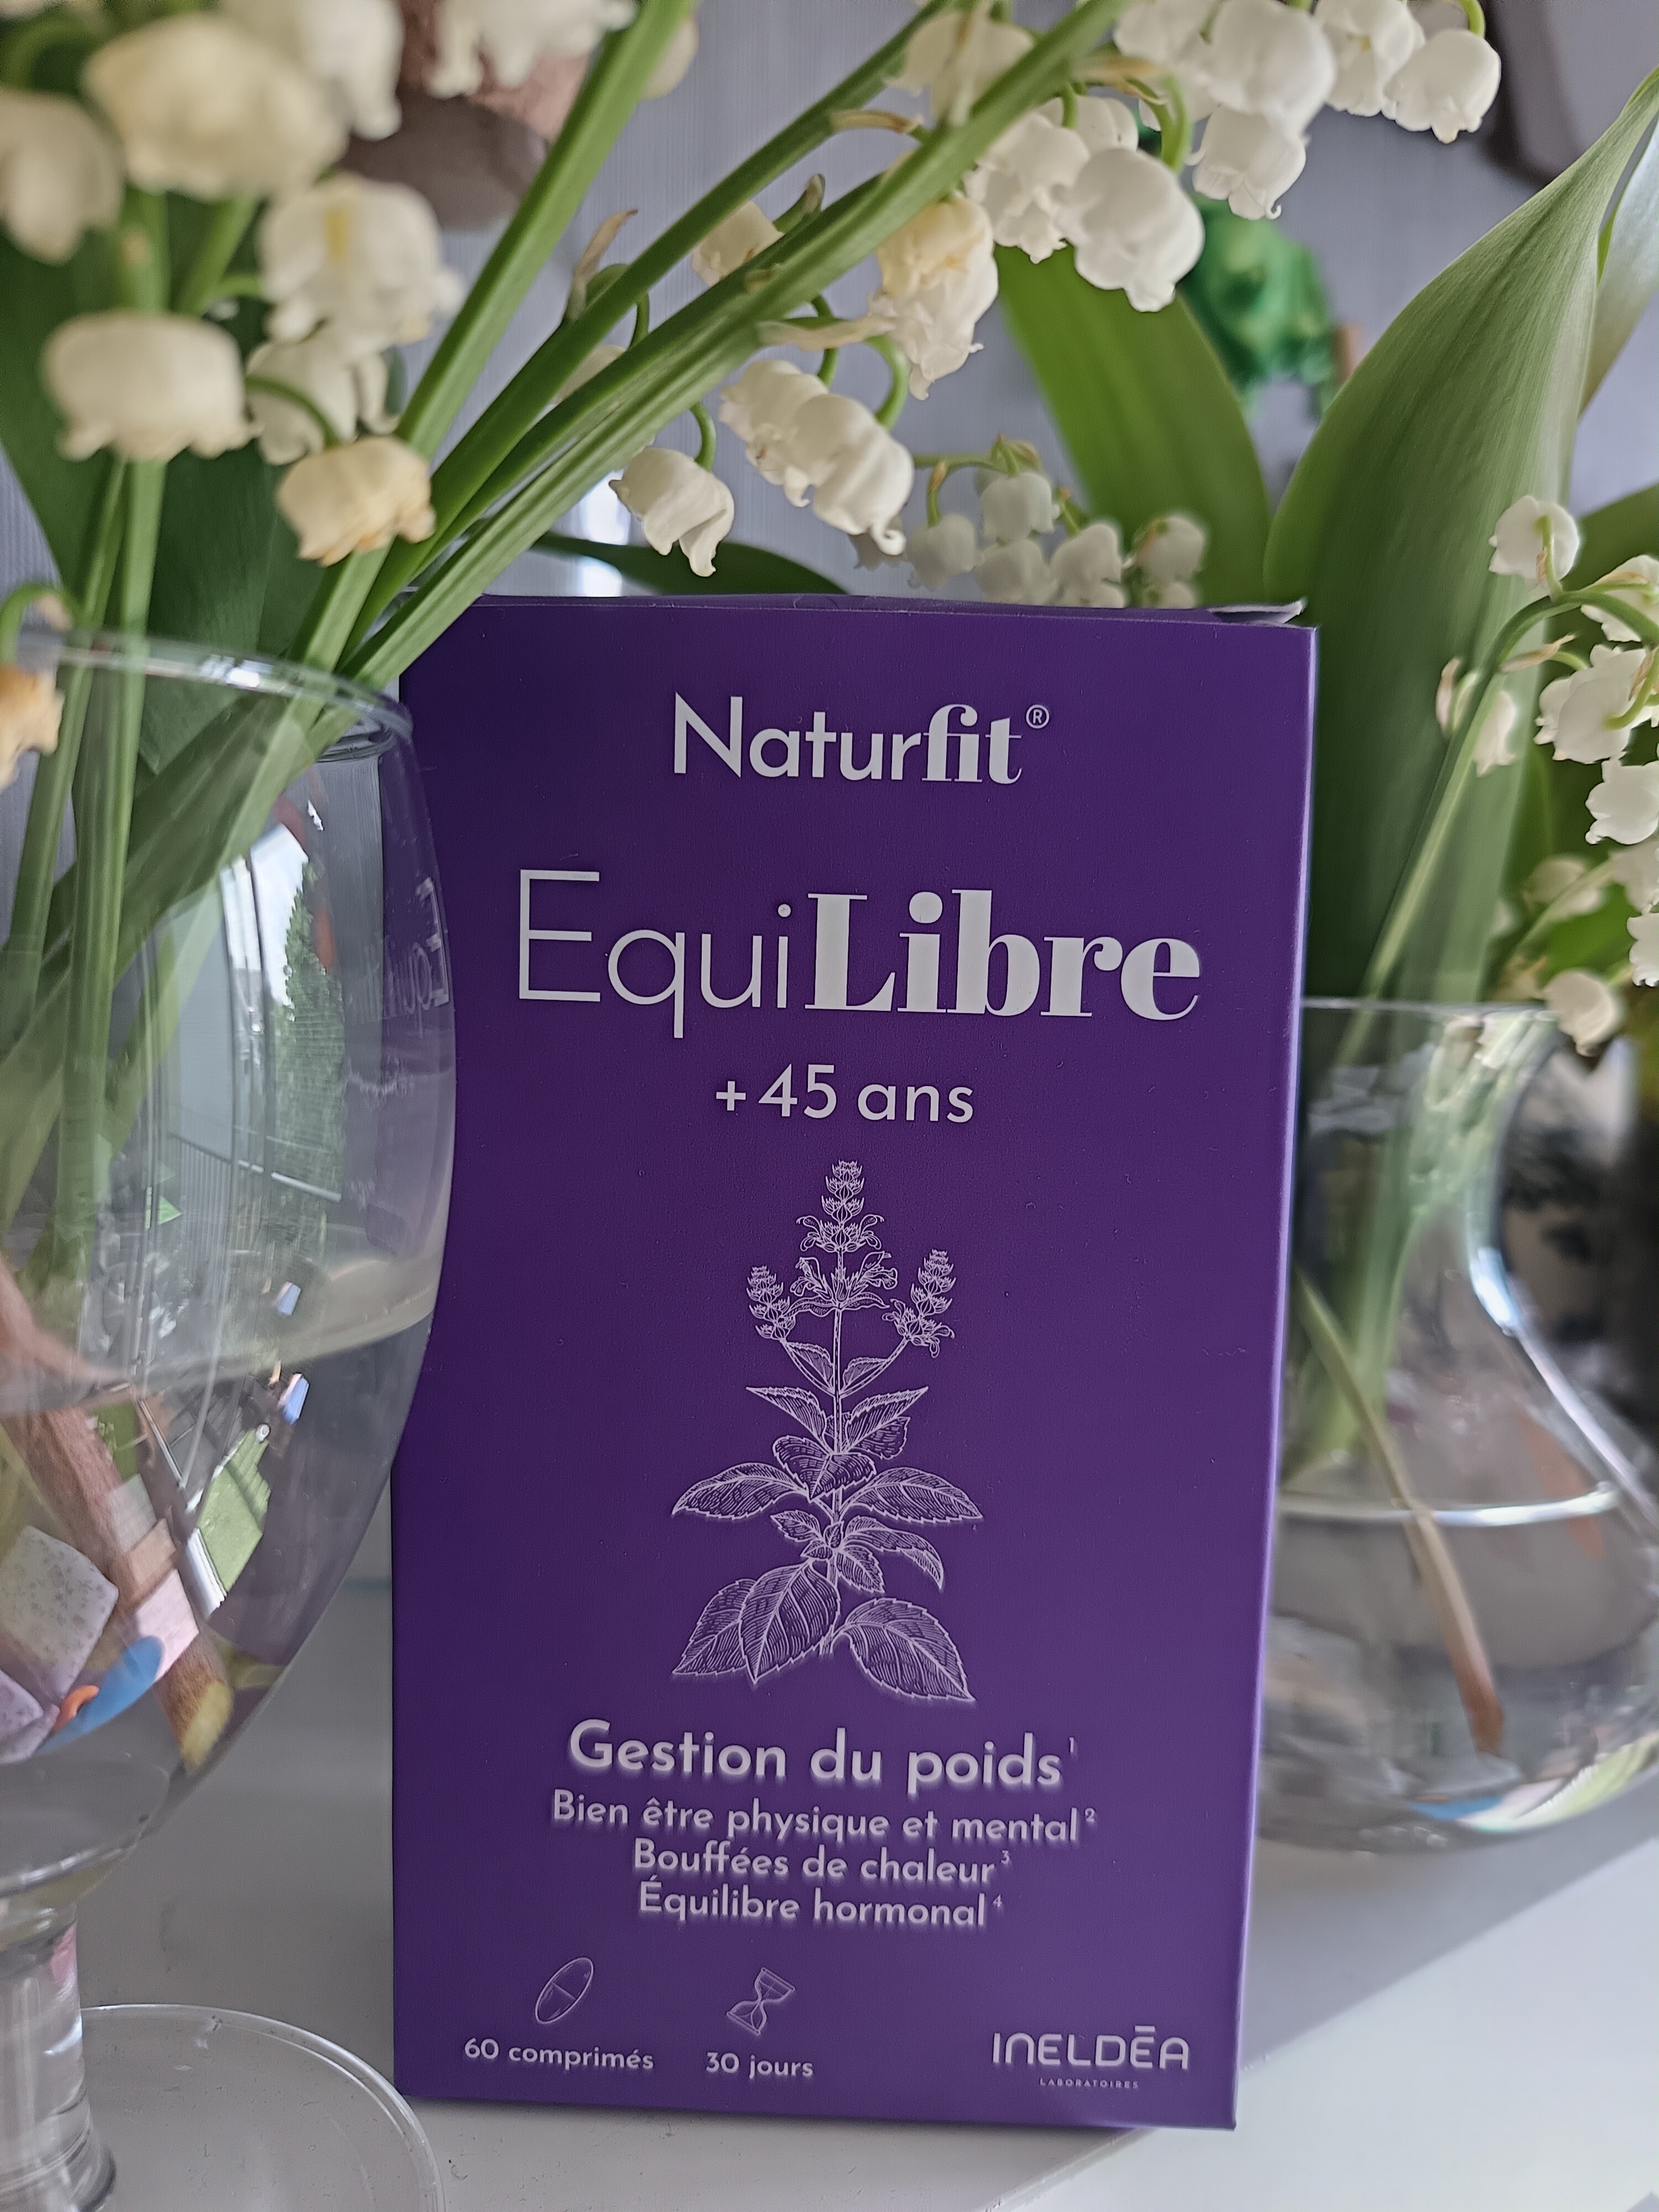 Naturfit®
EquiLibre
+45 ans
Gestion du poids¹
Bien être physique et mental²
Bouffées de chaleur³
Équilibre hormonal⁴
60 comprimés
30 jours
INELDĒA
LABORATOIRES